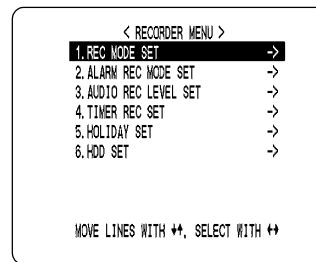 < RECORDER MENU >
1.REC MODE SET ->
2.ALARM REC MODE SET ->
3.AUDIO REC LEVEL SET ->
4.TIMER REC SET ->
5.HOLIDAY SET ->
6.HDD SET ->
MOVE LINES WITH ↓↑, SELECT WITH ←→